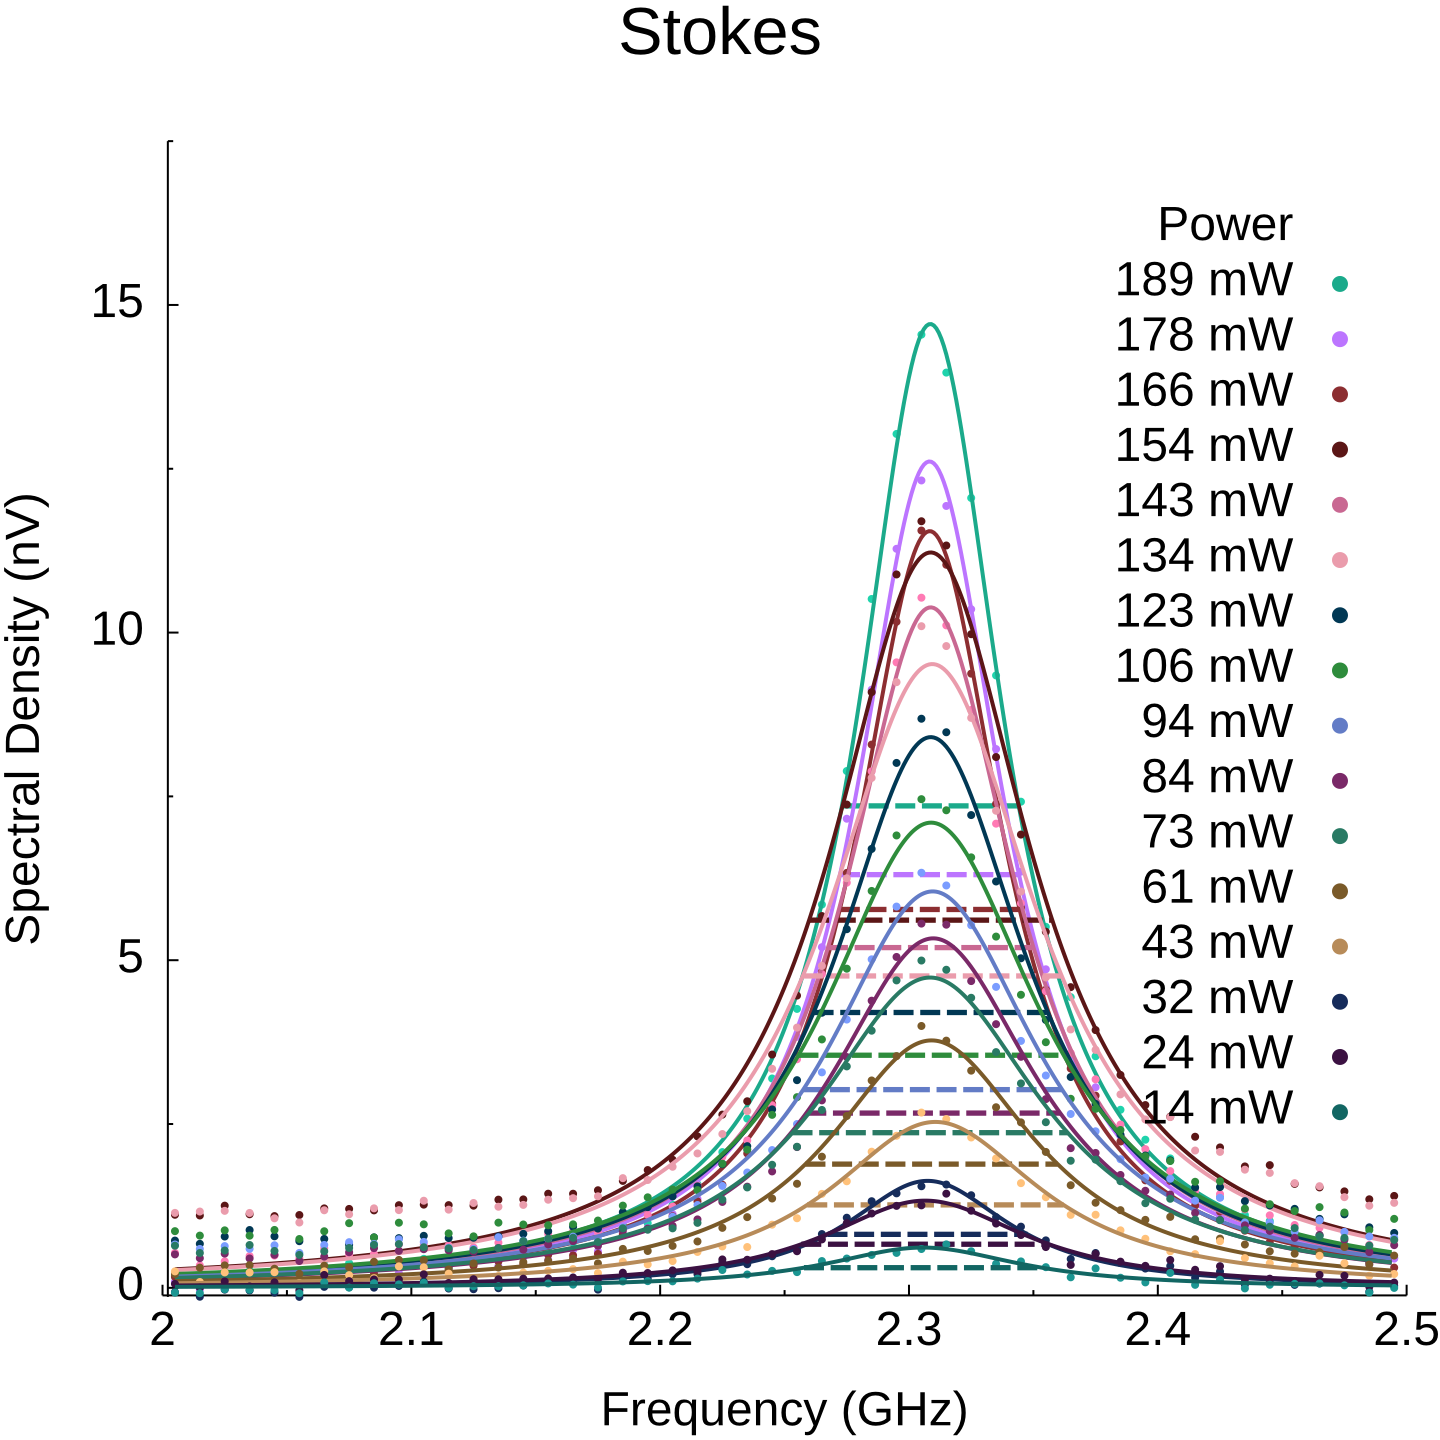 Stokes
Power
189 mW
178 mW
166 mW
154 mW
143 mW
134 mW
123 mW
106 mW
94 mW
84 mW
73 mW
61 mW
43 mW
32 mW
24 mW
14 mW
15
10
5
0
Spectral Density (nV)
2 2.1 2.2 2.3 2.4 2.5
Frequency (GHz)